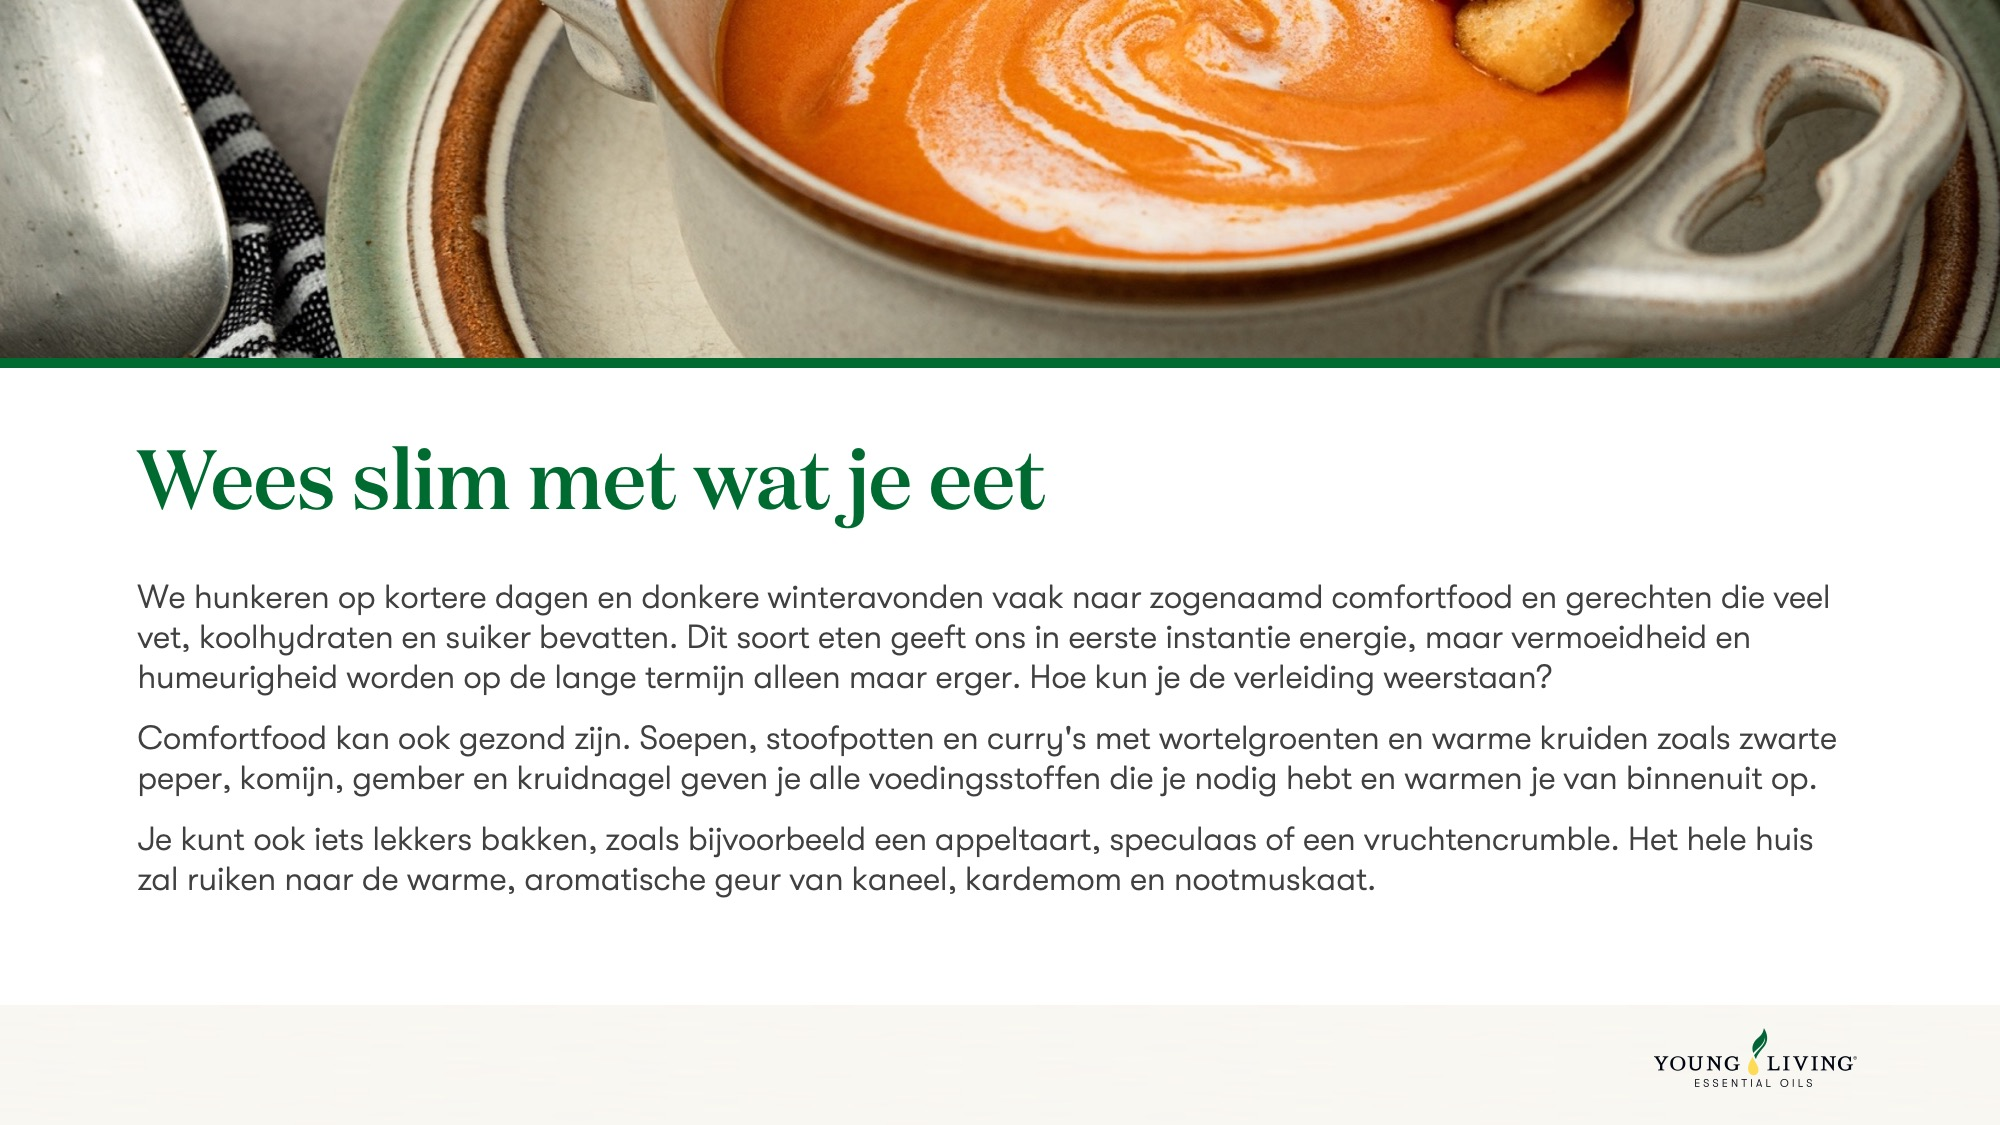 Wees slim met wat je eet
We hunkeren op kortere dagen en donkere winteravonden vaak naar zogenaamd comfortfood en gerechten die veel
vet, koolhydraten en suiker bevatten. Dit soort eten geeft ons in eerste instantie energie, maar vermoeidheid en
humeurigheid worden op de lange termijn alleen maar erger. Hoe kun je de verleiding weerstaan?
Comfortfood kan ook gezond zijn. Soepen, stoofpotten en curry's met wortelgroenten en warme kruiden zoals zwarte
peper, komijn, gember en kruidnagel geven je alle voedingsstoffen die je nodig hebt en warmen je van binnenuit op.
Je kunt ook iets lekkers bakken, zoals bijvoorbeeld een appeltaart, speculaas of een vruchtencrumble. Het hele huis
zal ruiken naar de warme, aromatische geur van kaneel, kardemom en nootmuskaat.
YOUNG LIVING®
ESSENTIAL OILS